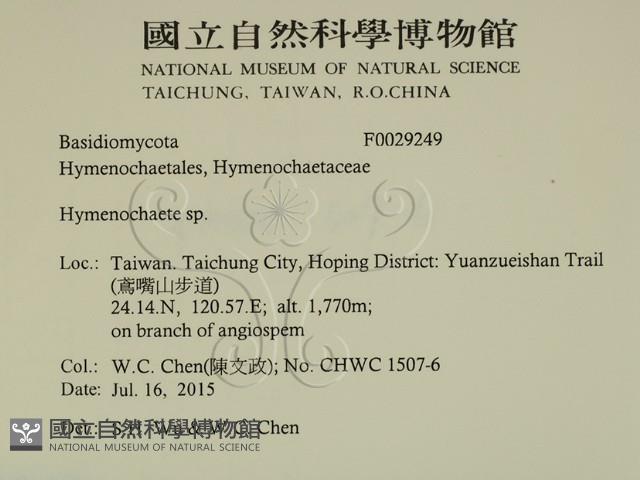 國立自然科學博物館
NATIONAL MUSEUM OF NATURAL SCIENCE
TAICHUNG, TAIWAN, R.O.CHINA
Basidiomycota F0029249
Hymenochaetales, Hymenochaetaceae
Hymenochaete sp.
Loc.: Taiwan. Taichung City, Hoping District: Yuanzueishan Trail
(鳶嘴山步道)
24.14.N, 120.57.E; alt. 1,770m;
on branch of angiospem
Col.: W.C. Chen(陳文政); No. CHWC 1507-6
Date: Jul. 16, 2015
Det.: S.H. Wu & W.C. Chen
國立自然科學博物館
NATIONAL MUSEUM OF NATURAL SCIENCE